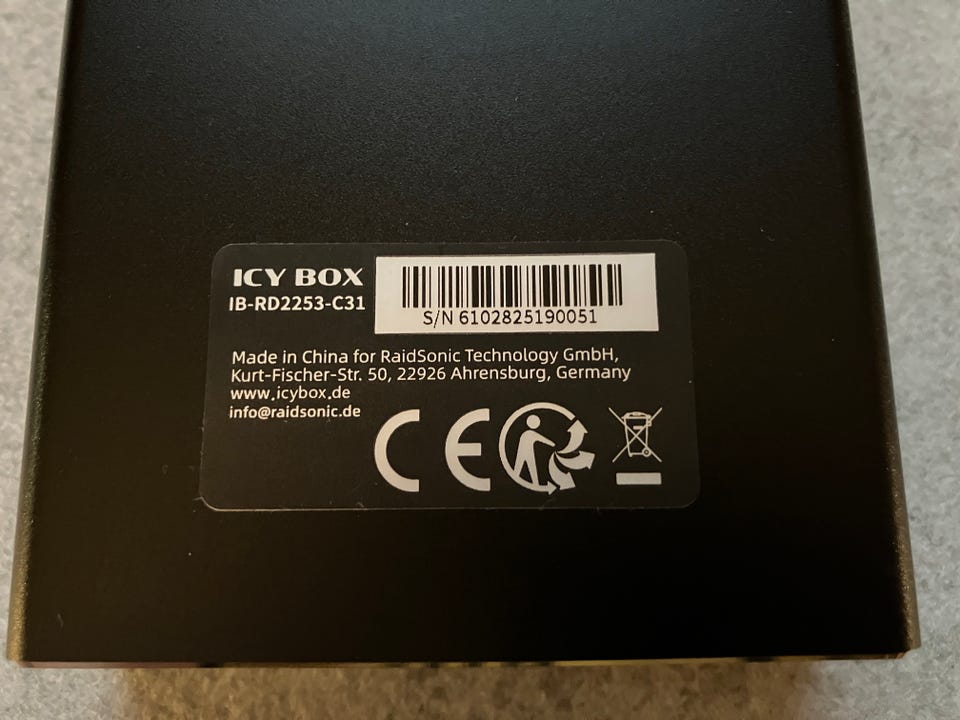 ICY BOX
IB-RD2253-C31
S/N 6102825190051
Made in China for RaidSonic Technology GmbH,
Kurt-Fischer-Str. 50, 22926 Ahrensburg, Germany
www.icybox.de
info@raidsonic.de
CE